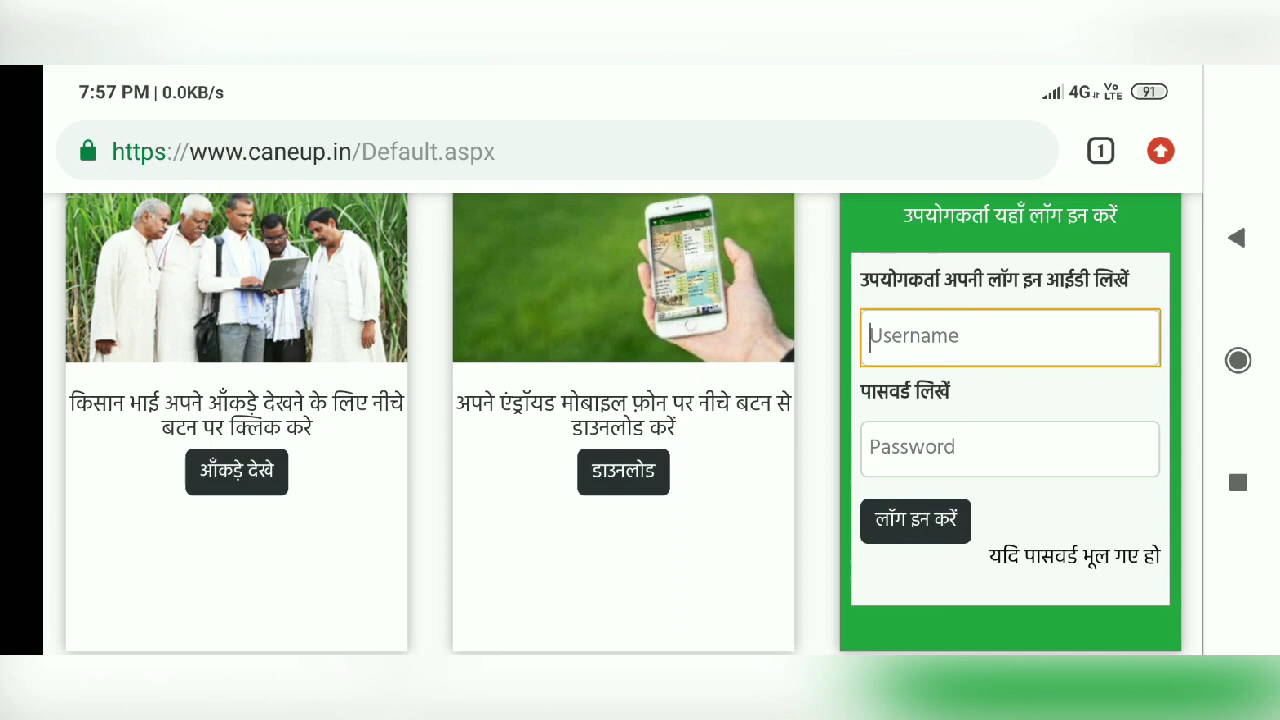 7:57 PM | 0.0KB/s
4G Vo LTE 91
https://www.caneup.in/Default.aspx
1
किसान भाई अपने आँकड़े देखने के लिए नीचे
बटन पर क्लिक करे
आँकड़े देखे
अपने एंड्रॉयड मोबाइल फ़ोन पर नीचे बटन से
डाउनलोड करें
डाउनलोड
उपयोगकर्ता यहाँ लॉग इन करें
उपयोगकर्ता अपनी लॉग इन आईडी लिखें
Username
पासवर्ड लिखें
Password
लॉग इन करें
यदि पासवर्ड भूल गए हो